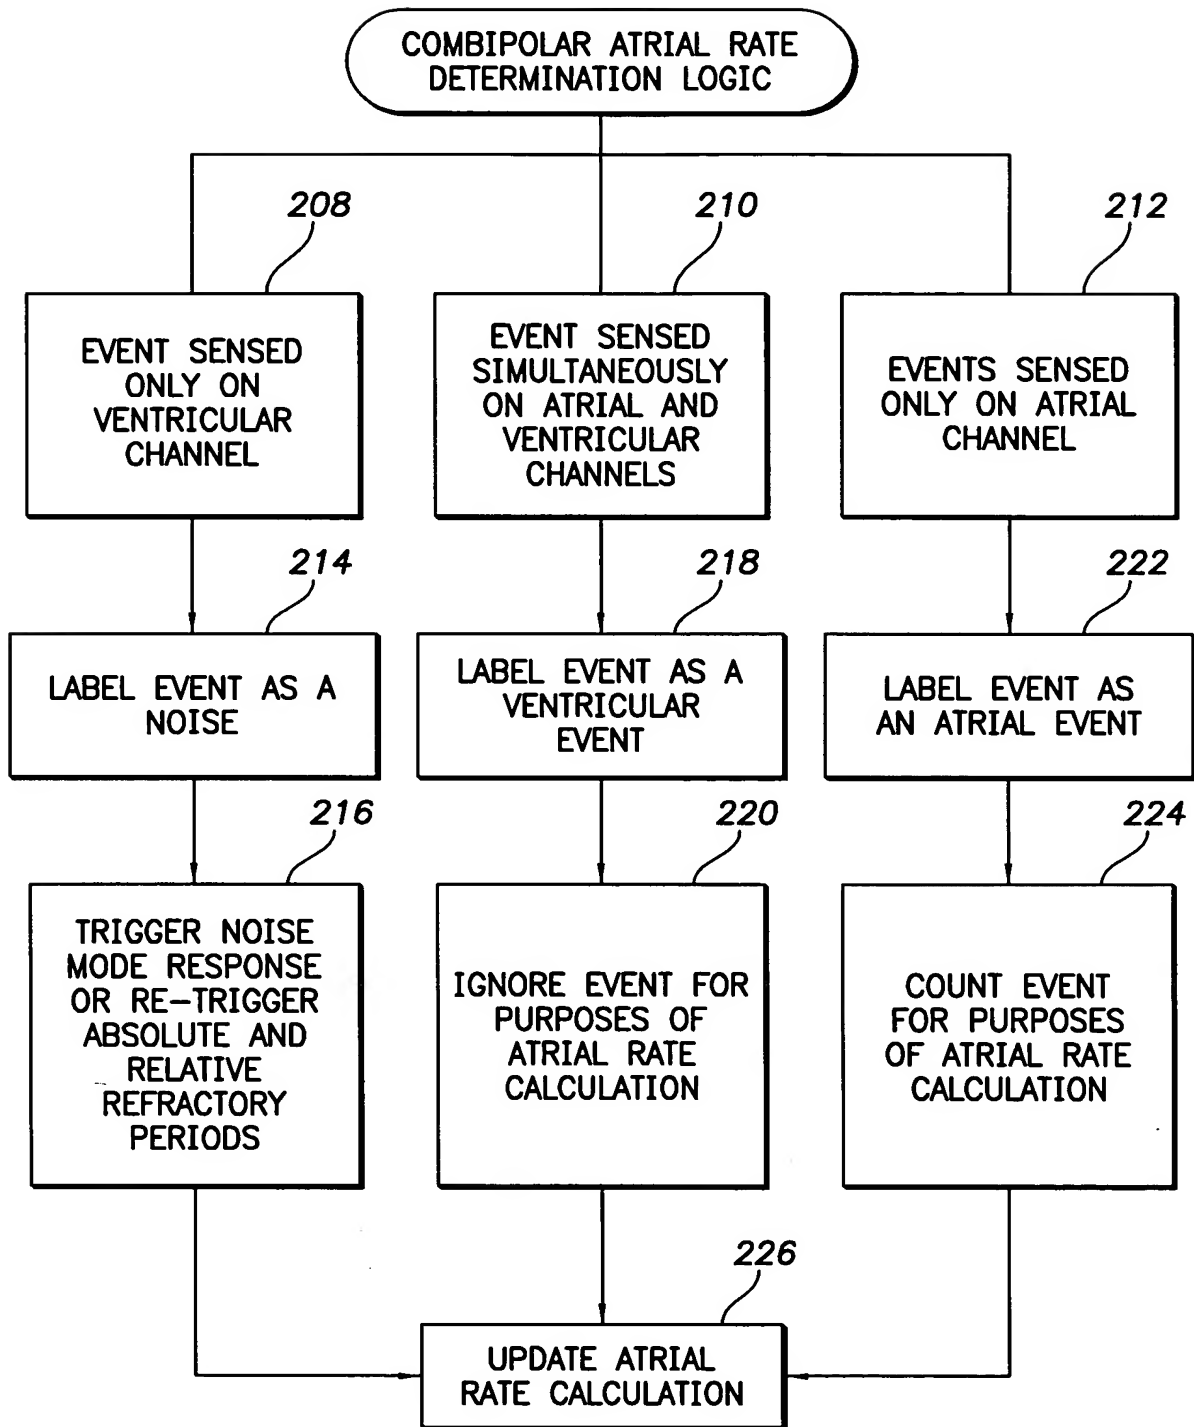 COMBIPOLAR ATRIAL RATE
DETERMINATION LOGIC
208
EVENT SENSED
ONLY ON
VENTRICULAR
CHANNEL
210
EVENT SENSED
SIMULTANEOUSLY
ON ATRIAL AND
VENTRICULAR
CHANNELS
212
EVENTS SENSED
ONLY ON ATRIAL
CHANNEL
214
LABEL EVENT AS A
NOISE
218
LABEL EVENT AS A
VENTRICULAR
EVENT
222
LABEL EVENT AS
AN ATRIAL EVENT
216
TRIGGER NOISE
MODE RESPONSE
OR RE-TRIGGER
ABSOLUTE AND
RELATIVE
REFRACTORY
PERIODS
220
IGNORE EVENT FOR
PURPOSES OF
ATRIAL RATE
CALCULATION
224
COUNT EVENT
FOR PURPOSES
OF ATRIAL RATE
CALCULATION
226
UPDATE ATRIAL
RATE CALCULATION